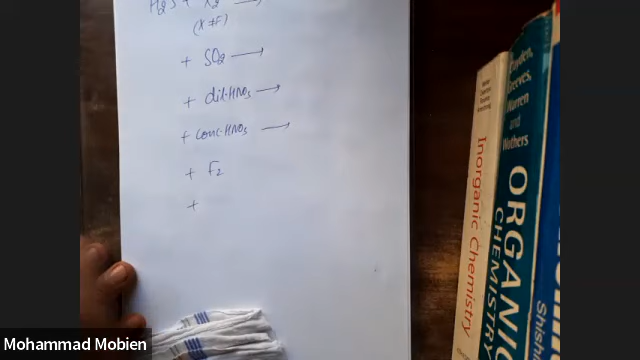 H₂S + X₂ →
(X ≠ F)
+ SO₂ →
+ dil·HNO₃ →
+ conc·HNO₃ →
+ F₂
+
Inorganic Chemistry
Clayden,
Greeves,
Warren
and
Wothers
ORGANIC
CHEMISTRY
Mohammad Mobien